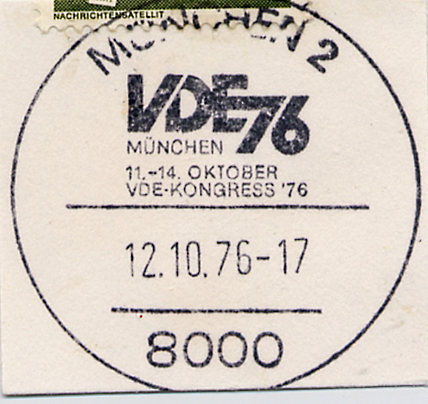 NACHRICHTENSATELLIT
MÜNCHEN 2
VDE76
MÜNCHEN
11.-14. OKTOBER
VDE-KONGRESS '76
12.10.76-17
8000